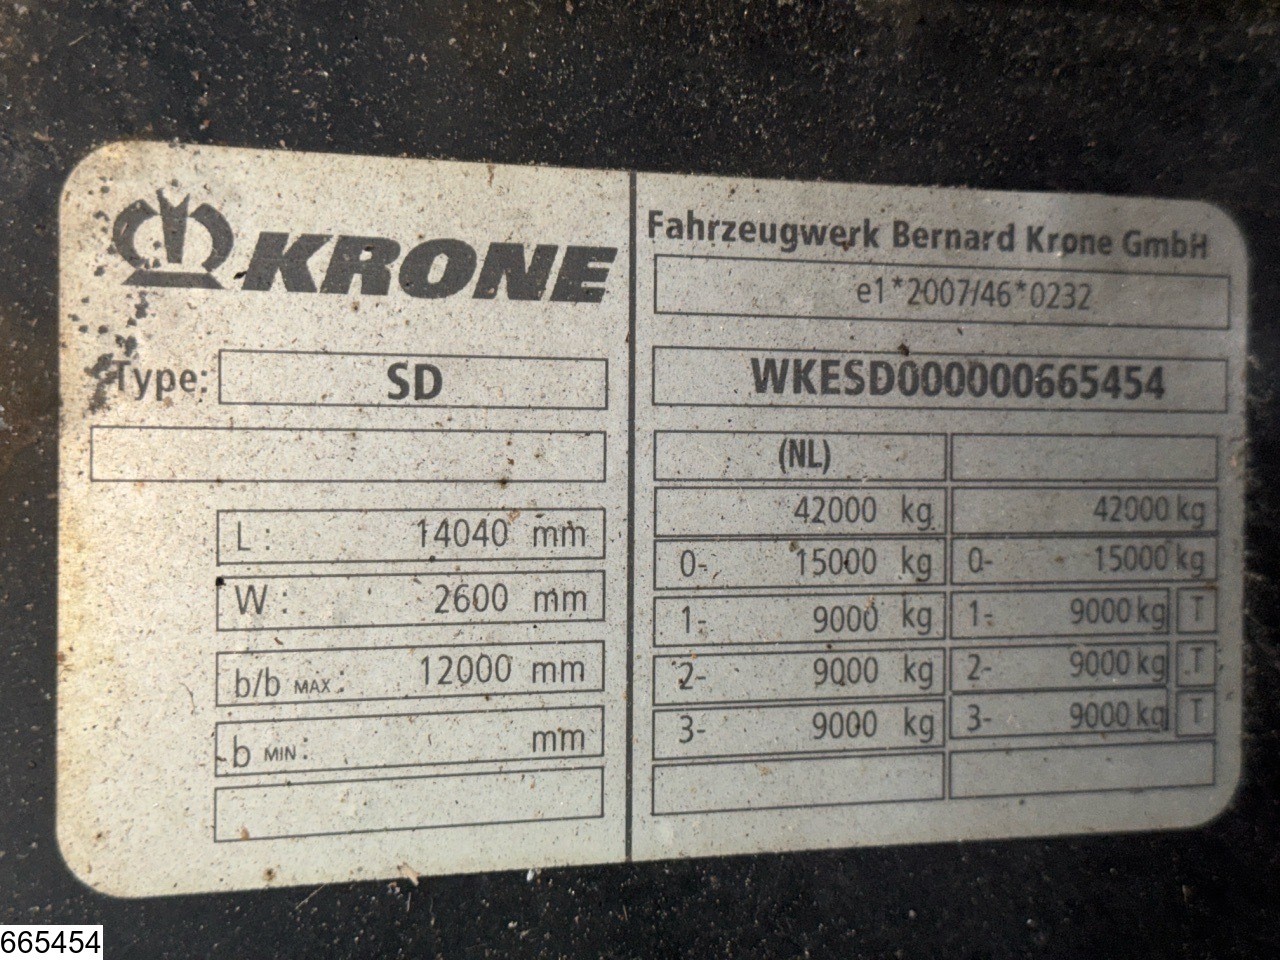 KRONE
Type: SD
L: 14040 mm
W: 2600 mm
b/b MAX: 12000 mm
b MIN: mm
Fahrzeugwerk Bernard Krone GmbH
e1*2007/46*0232
WKESD000000665454
(NL)
42000 kg 42000 kg
0- 15000 kg 0- 15000 kg
1- 9000 kg 1- 9000 kg T
2- 9000 kg 2- 9000 kg T
3- 9000 kg 3- 9000 kg T
665454